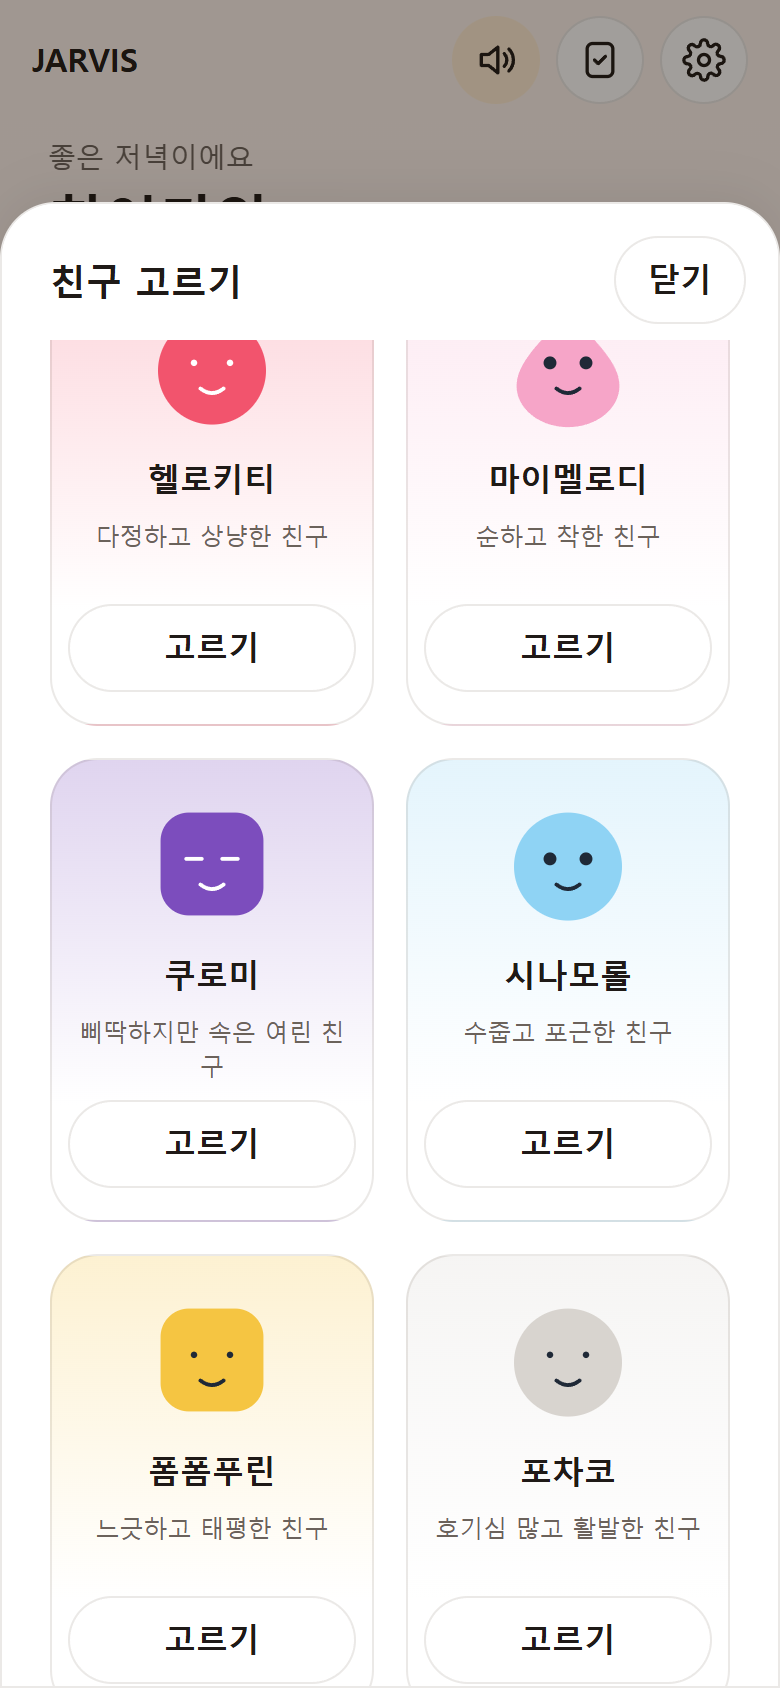 JARVIS
좋은 저녁이에요
친구 고르기
닫기
헬로키티
마이멜로디
다정하고 상냥한 친구
순하고 착한 친구
고르기
고르기
쿠로미
시나모롤
삐딱하지만 속은 여린 친
구
수줍고 포근한 친구
고르기
고르기
폼폼푸린
포차코
느긋하고 태평한 친구
호기심 많고 활발한 친구
고르기
고르기